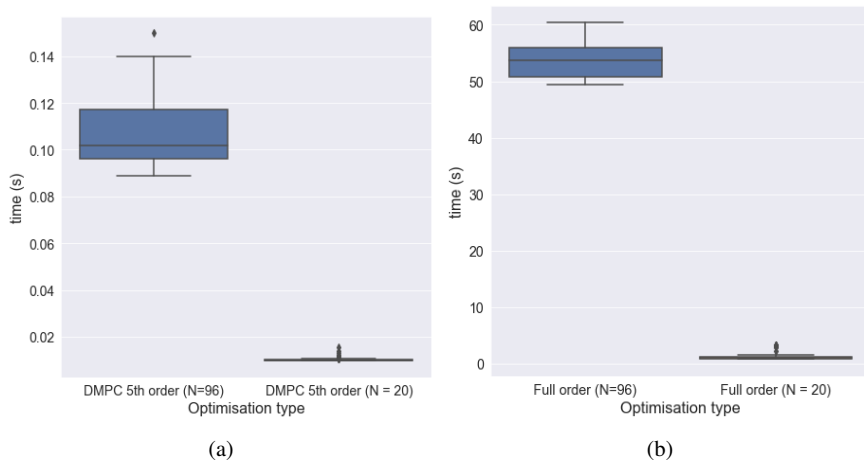 0.14
0.12
0.10
0.08
0.06
0.04
0.02
time (s)
DMPC 5th order (N=96)
DMPC 5th order (N = 20)
Optimisation type
(a)
60
50
40
30
20
10
0
time (s)
Full order (N=96)
Full order (N = 20)
Optimisation type
(b)